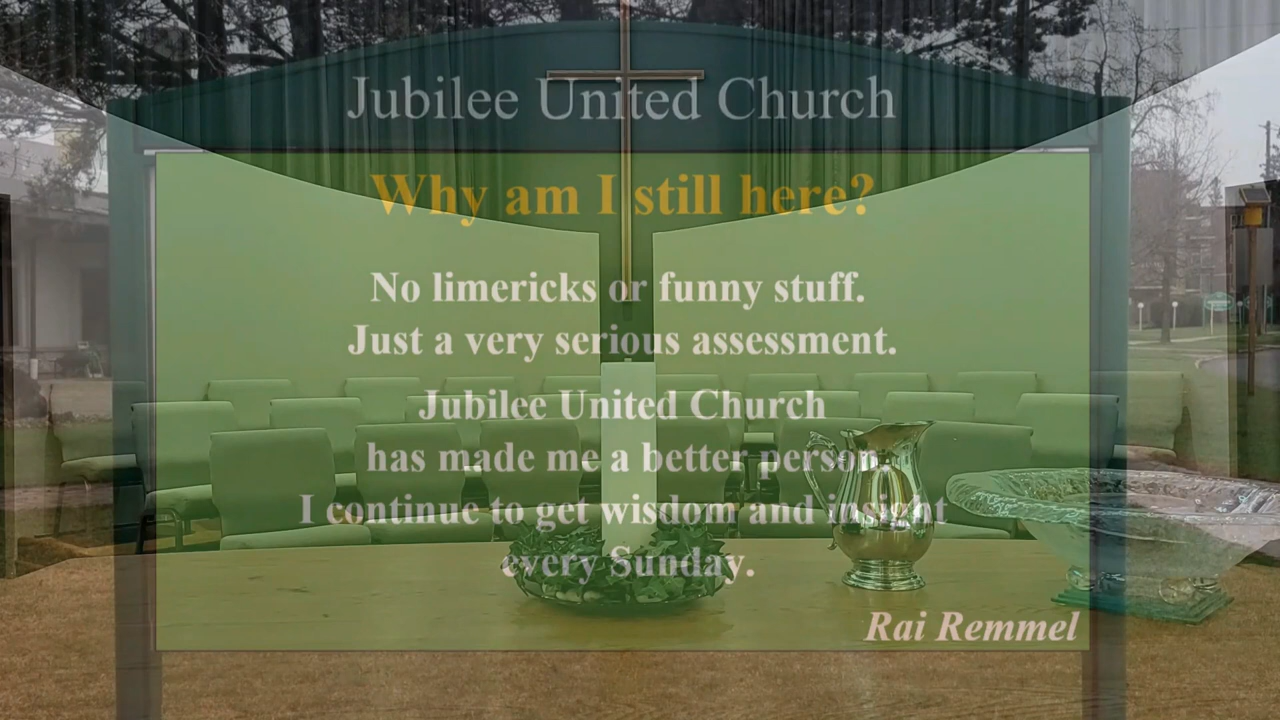 Jubilee United Church
Why am I still here?
No limericks or funny stuff.
Just a very serious assessment.
Jubilee United Church
has made me a better person
I continue to get wisdom and insight
every Sunday.
Rai Remmel